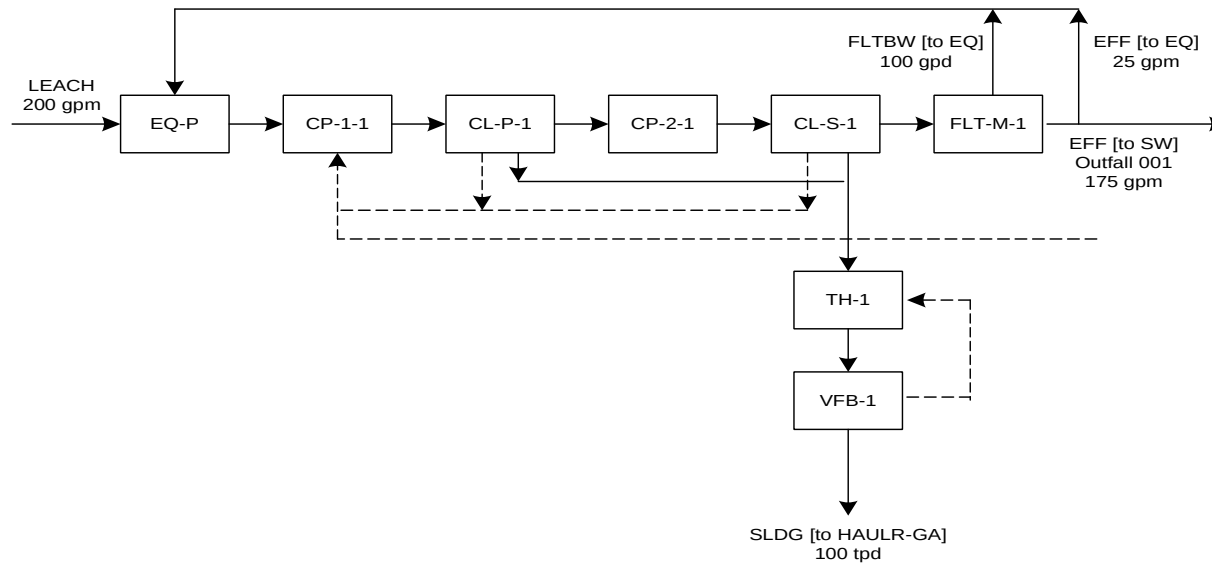 FLTBW [to EQ]
100 gpd
EFF [to EQ]
25 gpm
LEACH
200 gpm
EQ-P
CP-1-1
CL-P-1
CP-2-1
CL-S-1
FLT-M-1
EFF [to SW]
Outfall 001
175 gpm
TH-1
VFB-1
SLDG [to HAULR-GA]
100 tpd